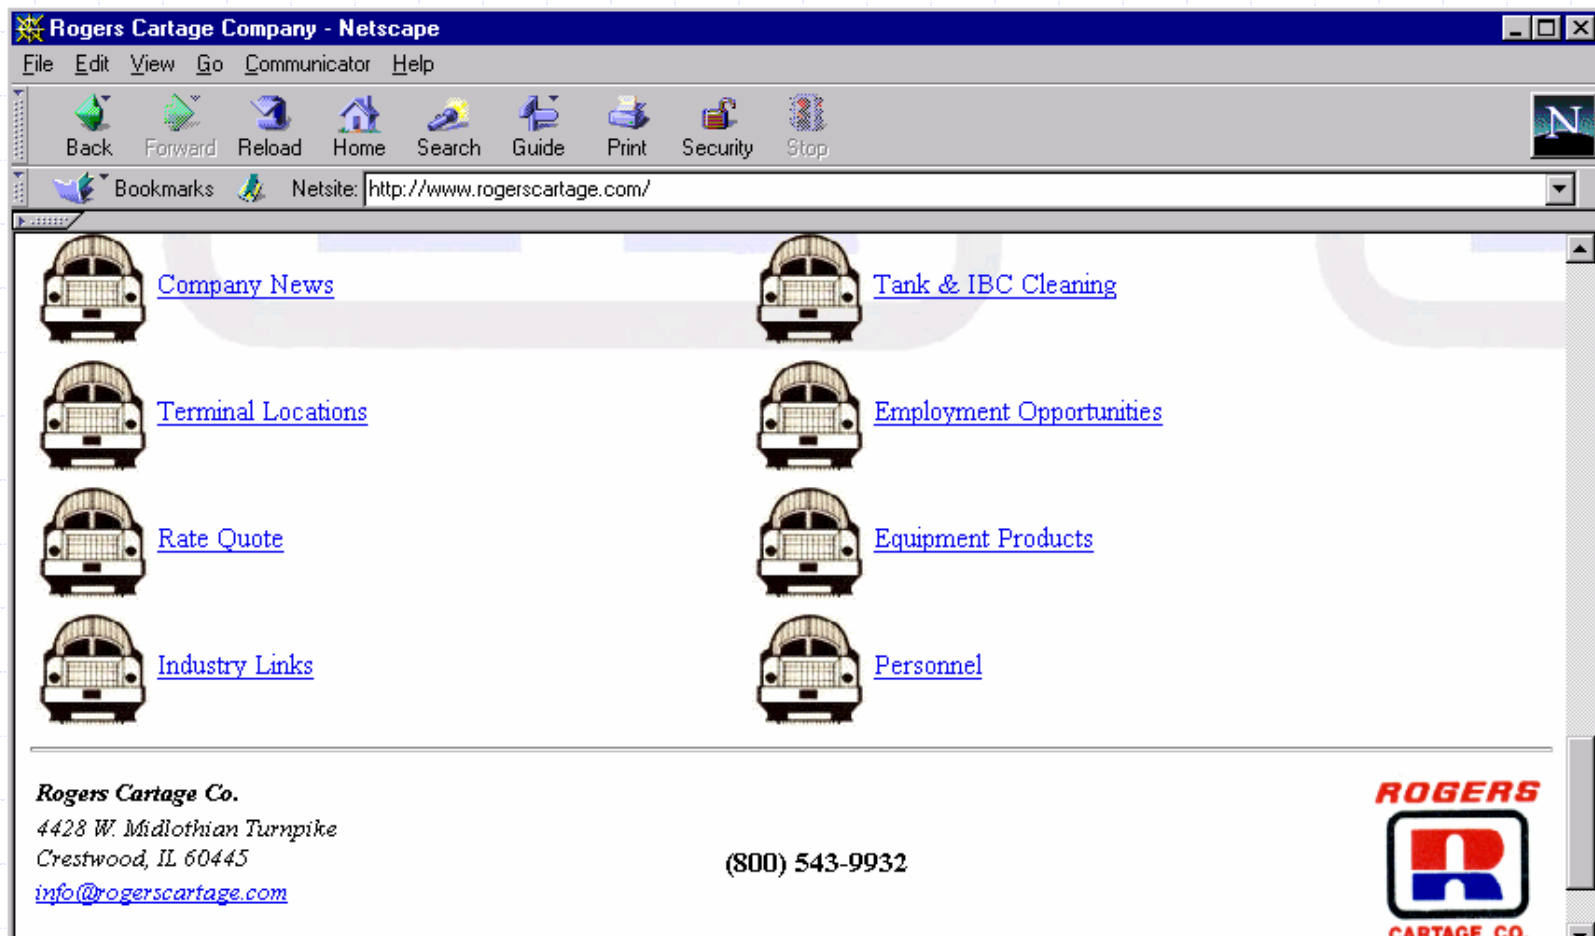 Rogers Cartage Company - Netscape
File Edit View Go Communicator Help
Back Forward Reload Home Search Guide Print Security Stop
N
Bookmarks Netsite: http://www.rogerscartage.com/
Company News Tank & IBC Cleaning
Terminal Locations Employment Opportunities
Rate Quote Equipment Products
Industry Links Personnel
Rogers Cartage Co.
4428 W. Midlothian Turnpike
Crestwood, IL 60445
info@rogerscartage.com
(800) 543-9932
ROGERS
R
CARTAGE CO.